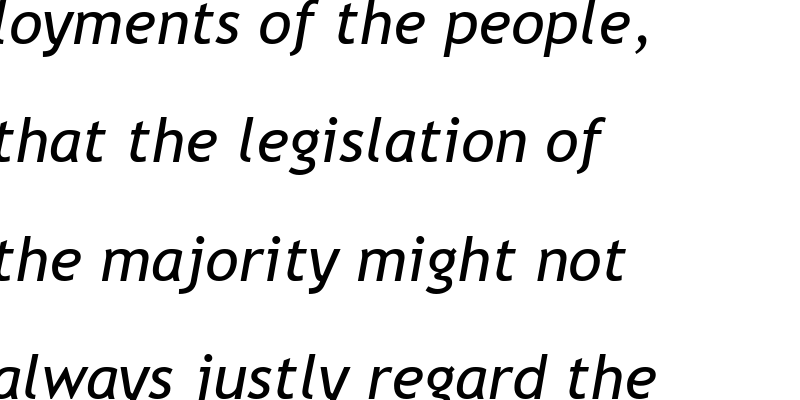 loyments of the people,
that the legislation of
the majority might not
always justly regard the